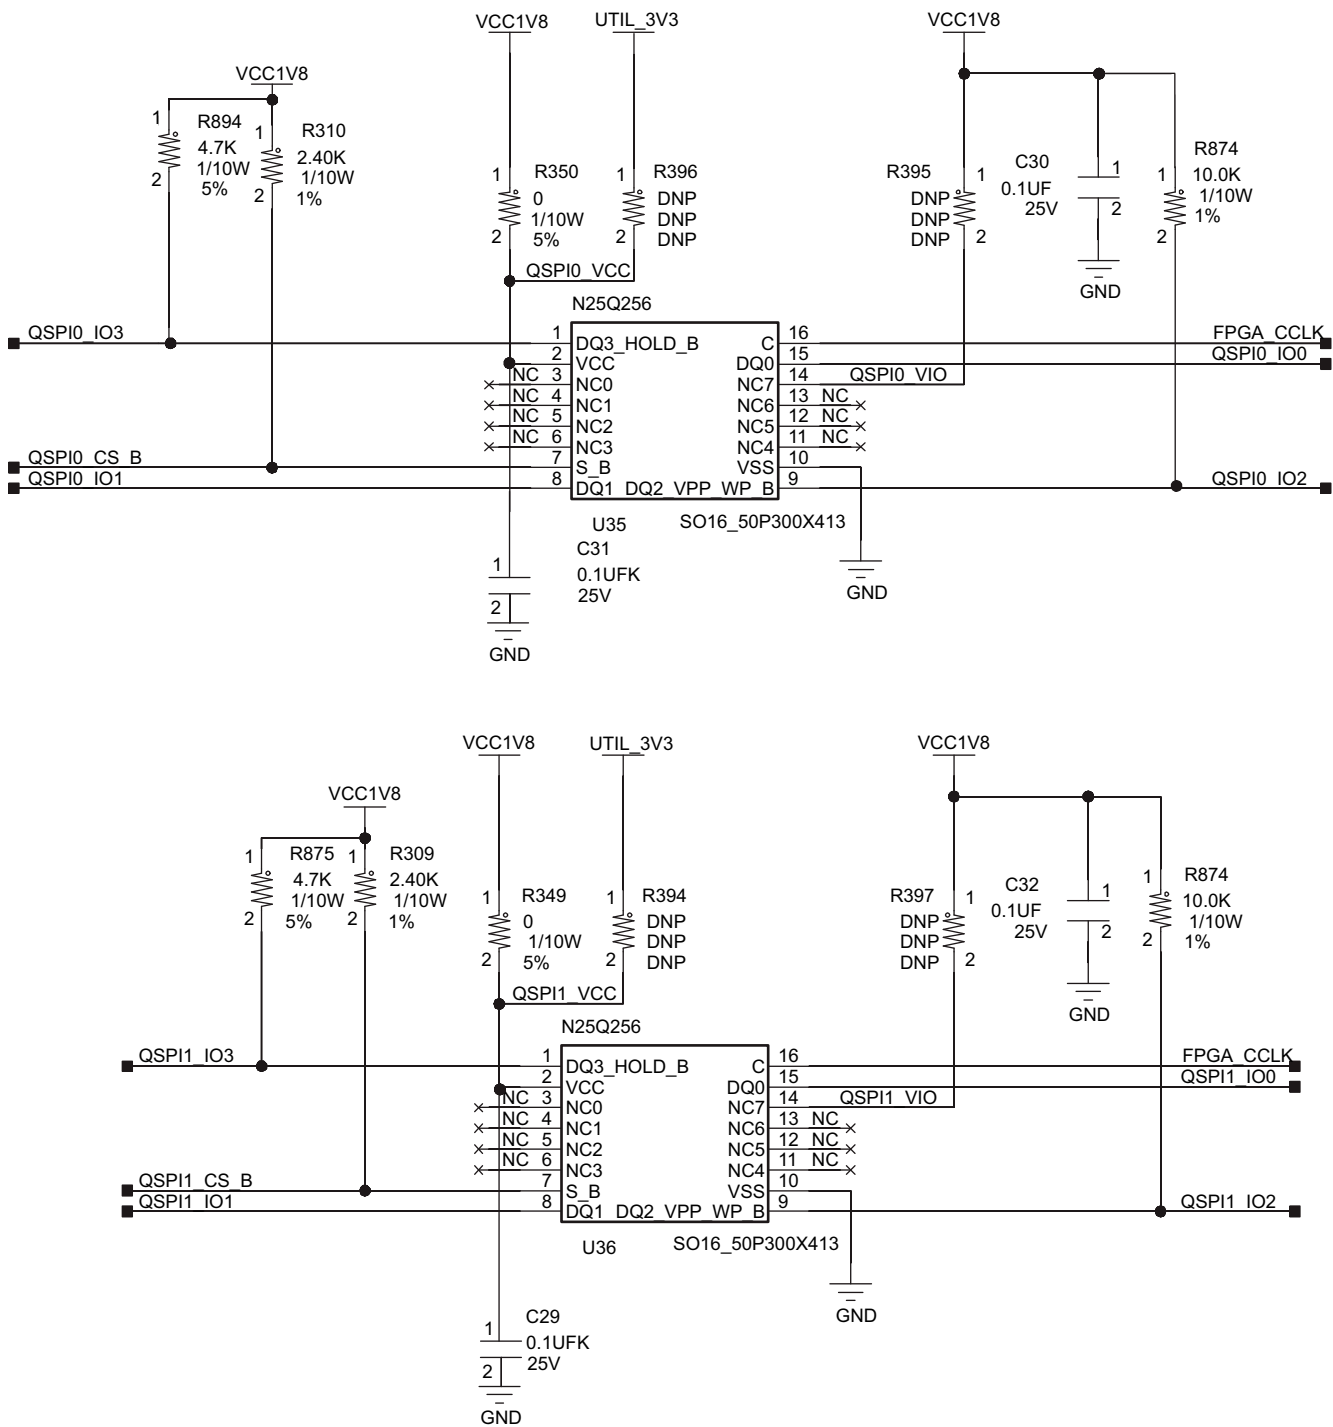 VCC1V8
UTIL_3V3
VCC1V8
VCC1V8
1
R894
4.7K
1/10W
5%
2
1
R310
2.40K
1/10W
1%
2
1
R350
0
1/10W
5%
2
1
R396
DNP
DNP
DNP
2
R395
DNP
DNP
DNP
1
2
C30
0.1UF
25V
1
2
R874
10.0K
1/10W
1%
1
2
GND
QSPI0_VCC
N25Q256
QSPI0_IO3
1
DQ3_HOLD_B
C
16
FPGA_CCLK
2
VCC
DQ0
15
QSPI0_IO0
NC 3
NC0
NC7
14
QSPI0_VIO
NC 4
NC1
NC6
13 NC
NC 5
NC2
NC5
12 NC
NC 6
NC3
NC4
11 NC
QSPI0_CS_B
7
S_B
VSS
10
QSPI0_IO1
8
DQ1 DQ2_VPP_WP_B
9
QSPI0_IO2
U35
SO16_50P300X413
C31
0.1UFK
25V
1
2
GND
GND
VCC1V8
UTIL_3V3
VCC1V8
VCC1V8
1
R875
4.7K
1/10W
5%
2
1
R309
2.40K
1/10W
1%
2
1
R349
0
1/10W
5%
2
1
R394
DNP
DNP
DNP
2
R397
DNP
DNP
DNP
1
2
C32
0.1UF
25V
1
2
R874
10.0K
1/10W
1%
1
2
GND
QSPI1_VCC
N25Q256
QSPI1_IO3
1
DQ3_HOLD_B
C
16
FPGA_CCLK
2
VCC
DQ0
15
QSPI1_IO0
NC 3
NC0
NC7
14
QSPI1_VIO
NC 4
NC1
NC6
13 NC
NC 5
NC2
NC5
12 NC
NC 6
NC3
NC4
11 NC
QSPI1_CS_B
7
S_B
VSS
10
QSPI1_IO1
8
DQ1 DQ2_VPP_WP_B
9
QSPI1_IO2
U36
SO16_50P300X413
GND
C29
0.1UFK
25V
1
2
GND